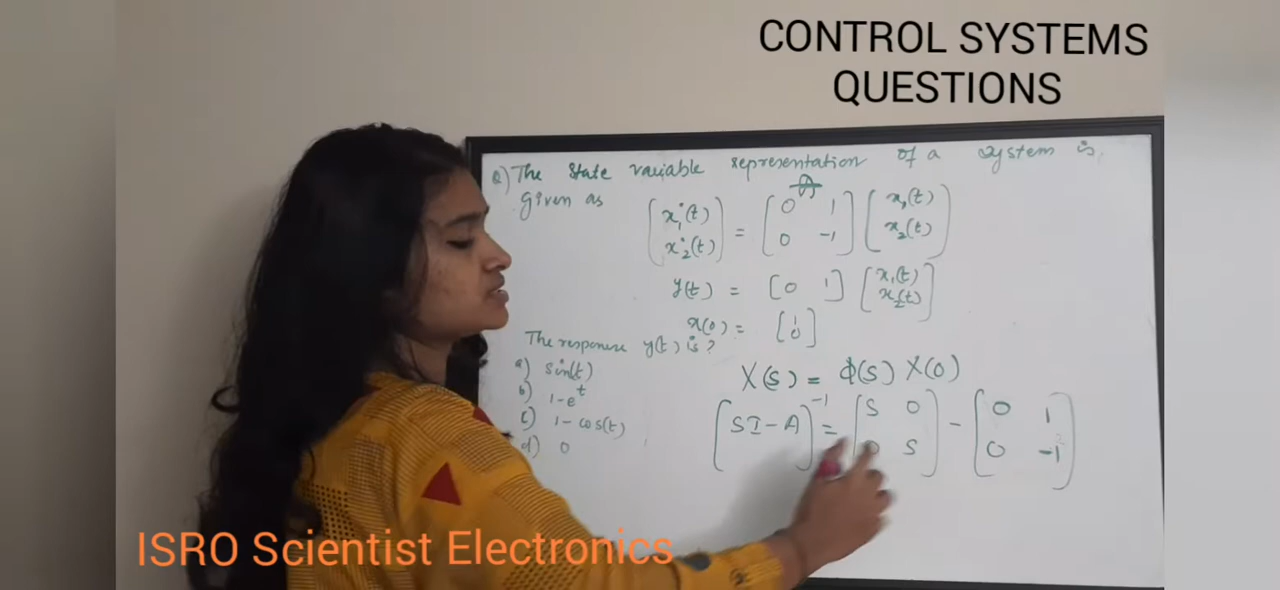 CONTROL SYSTEMS
QUESTIONS
Q) The State variable representation of a system is
given as [ẋ₁(t) ẋ₂(t)] = [0 1 0 -1] [x₁(t) x₂(t)]
A
y(t) = [0 1] [x₁(t) x₂(t)]
x(0) = [1 0]
The response y(t) is?
a) sin(t)
b) 1-e^t
c) 1-cos(t)
d) 0
X(s) = Φ(s) X(0)
[SI-A]⁻¹ = [S 0 0 S] - [0 1 0 -1]
ISRO Scientist Electronics